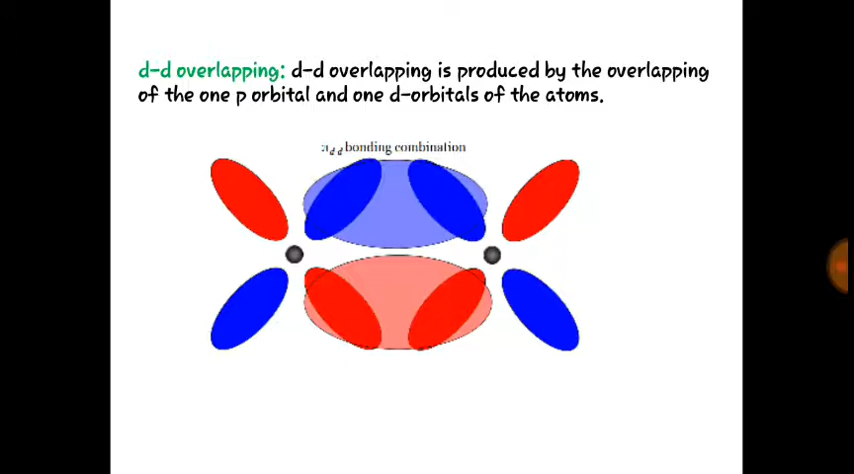 d-d overlapping: d-d overlapping is produced by the overlapping
of the one p orbital and one d-orbitals of the atoms.
π d d bonding combination